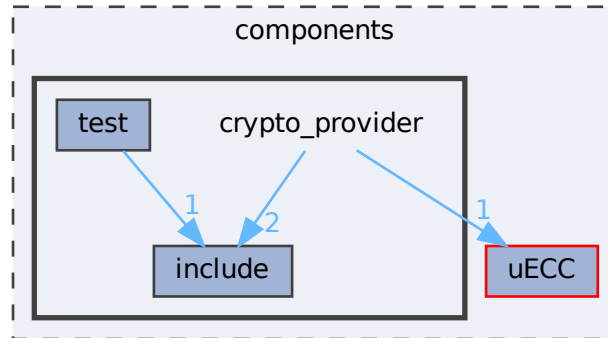 components
test
crypto_provider
1
2
1
include
uECC